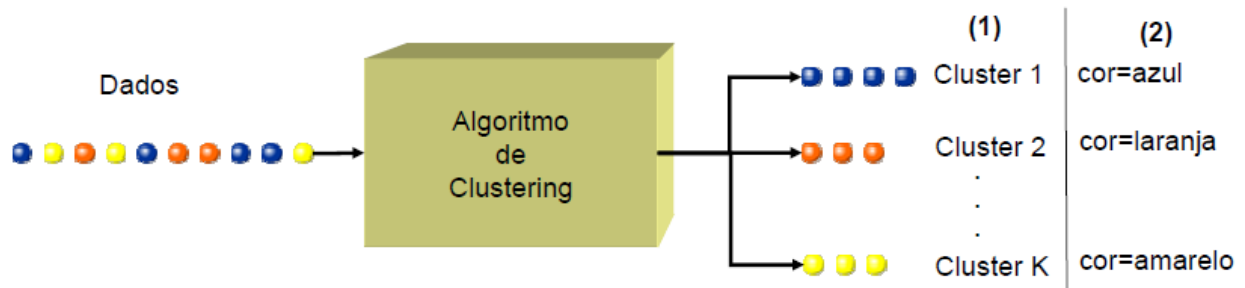 (1)
(2)
Dados
Cluster 1
cor=azul
Algoritmo
de
Clustering
Cluster 2
cor=laranja
.
.
.
Cluster K
cor=amarelo